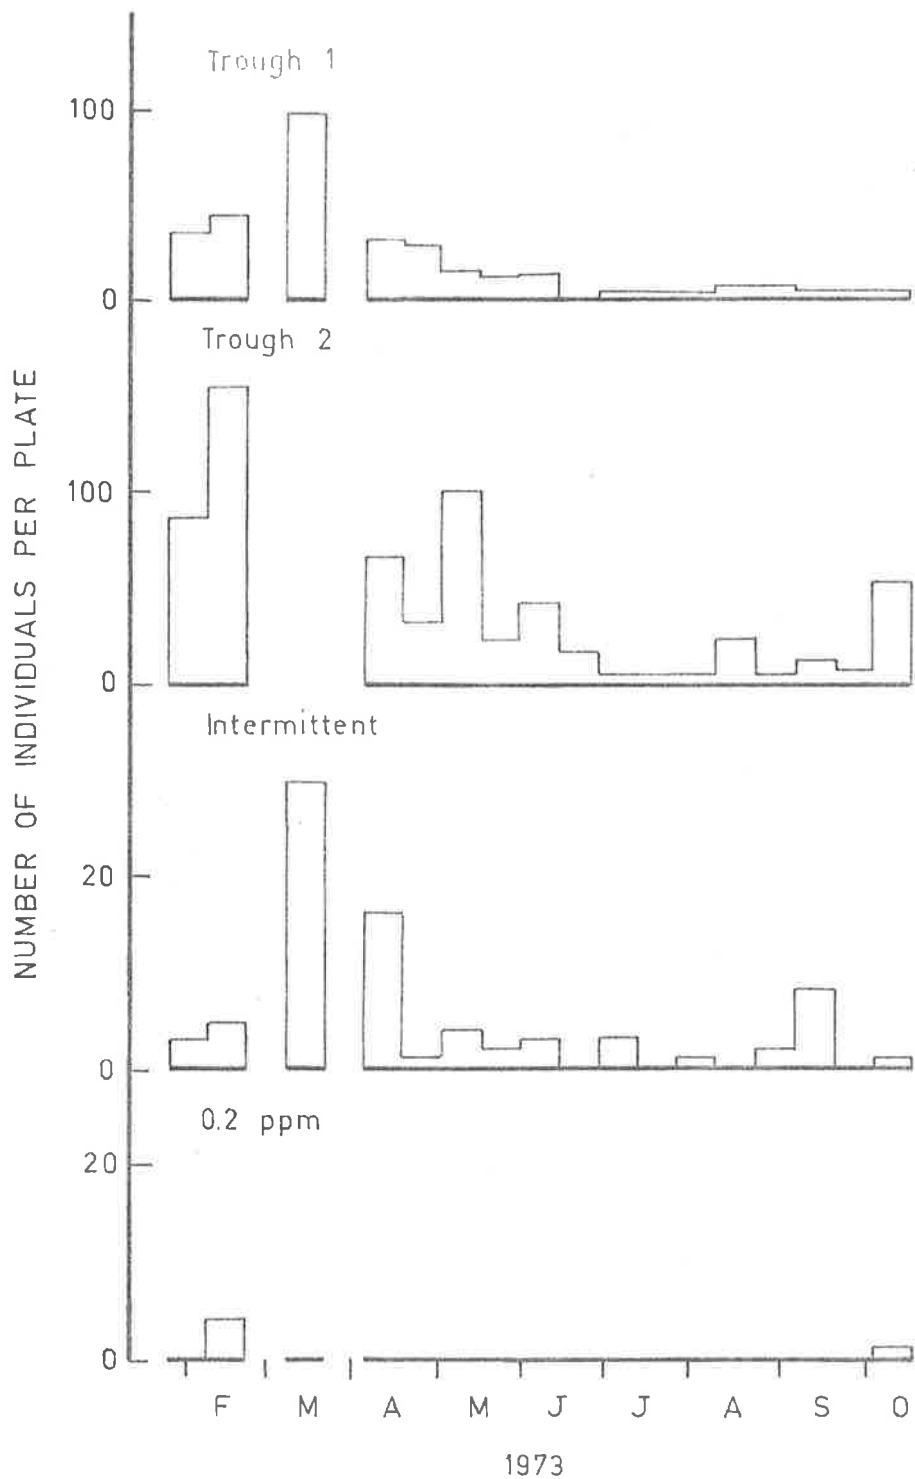 Trough 1
100
0
Trough 2
100
0
Intermittent
20
0
0.2 ppm
20
0
NUMBER OF INDIVIDUALS PER PLATE
F M A M J J A S O
1973